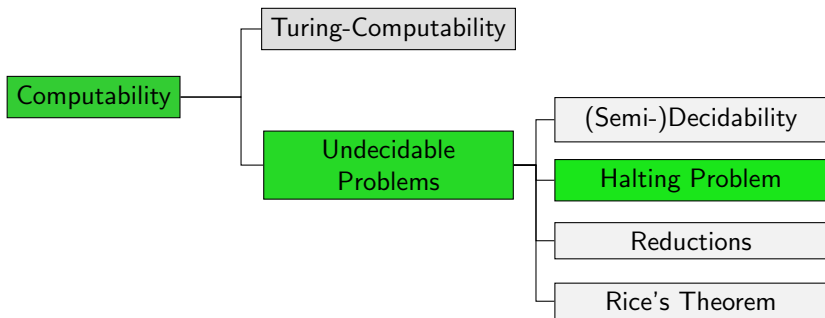 Turing-Computability
Computability
(Semi-)Decidability
Undecidable
Problems
Halting Problem
Reductions
Rice's Theorem